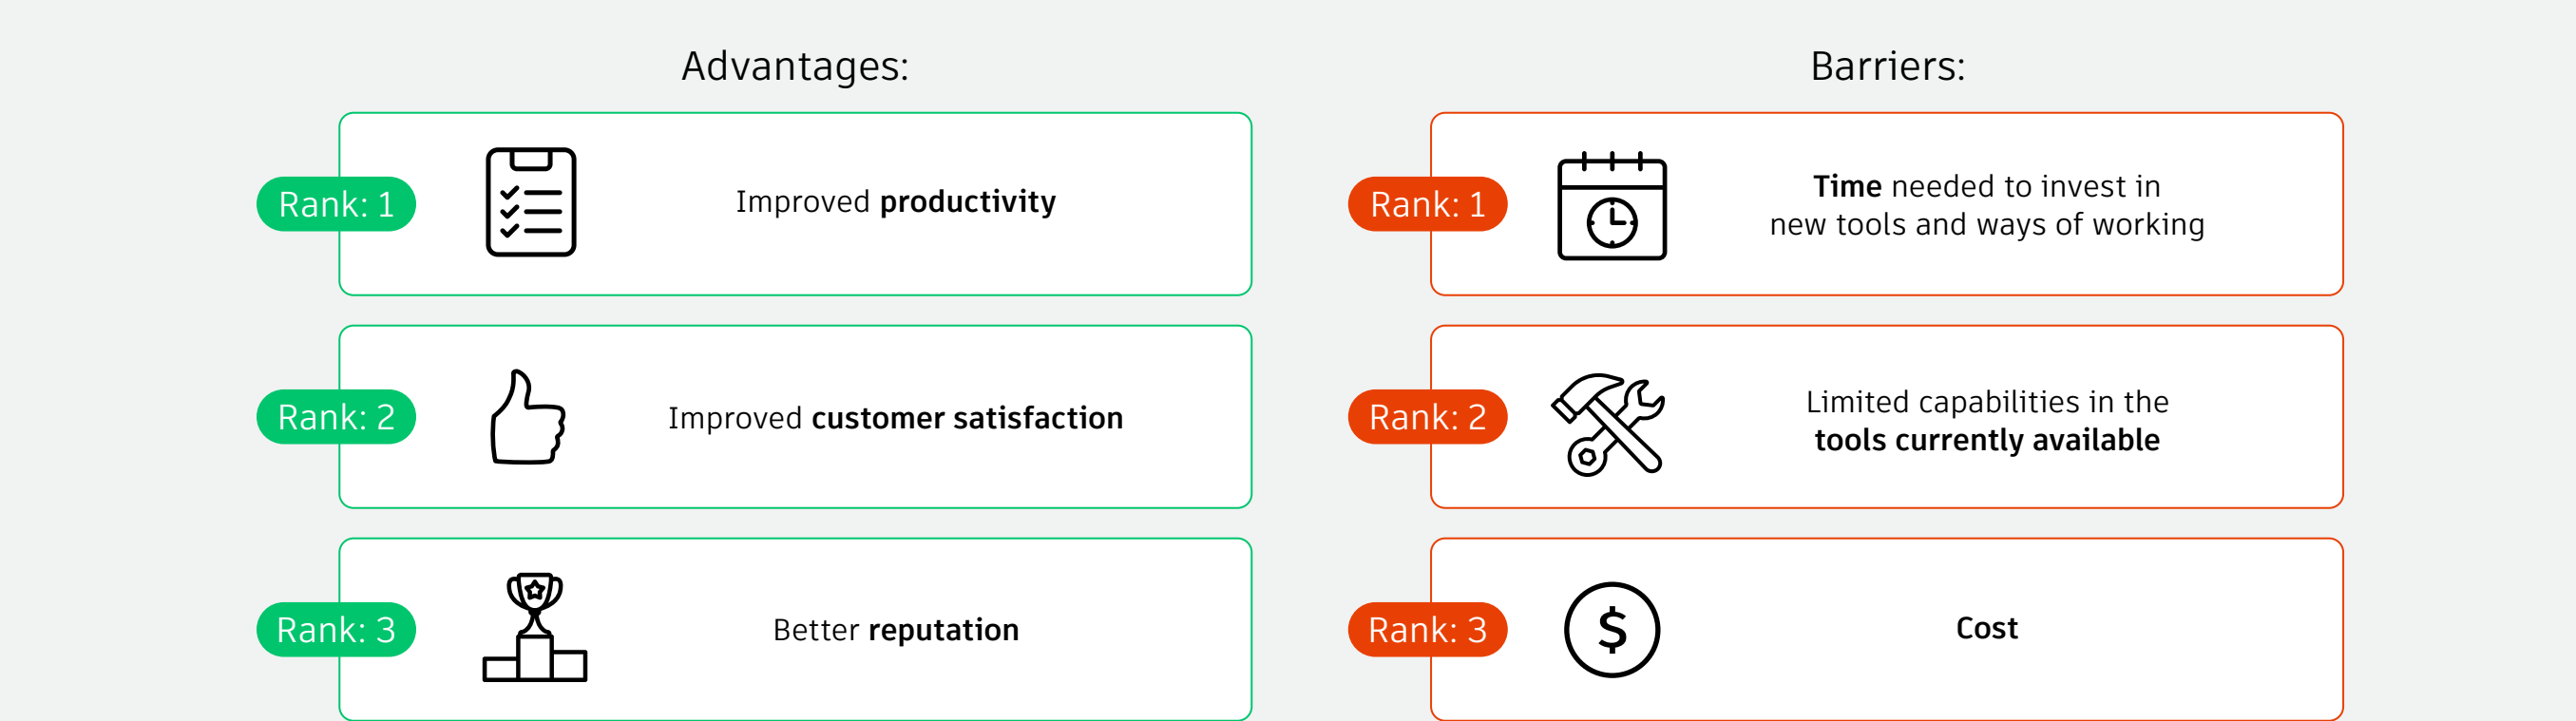 Advantages:
Rank: 1
Improved productivity
Rank: 2
Improved customer satisfaction
Rank: 3
Better reputation
Barriers:
Rank: 1
Time needed to invest in
new tools and ways of working
Rank: 2
Limited capabilities in the
tools currently available
Rank: 3
$
Cost